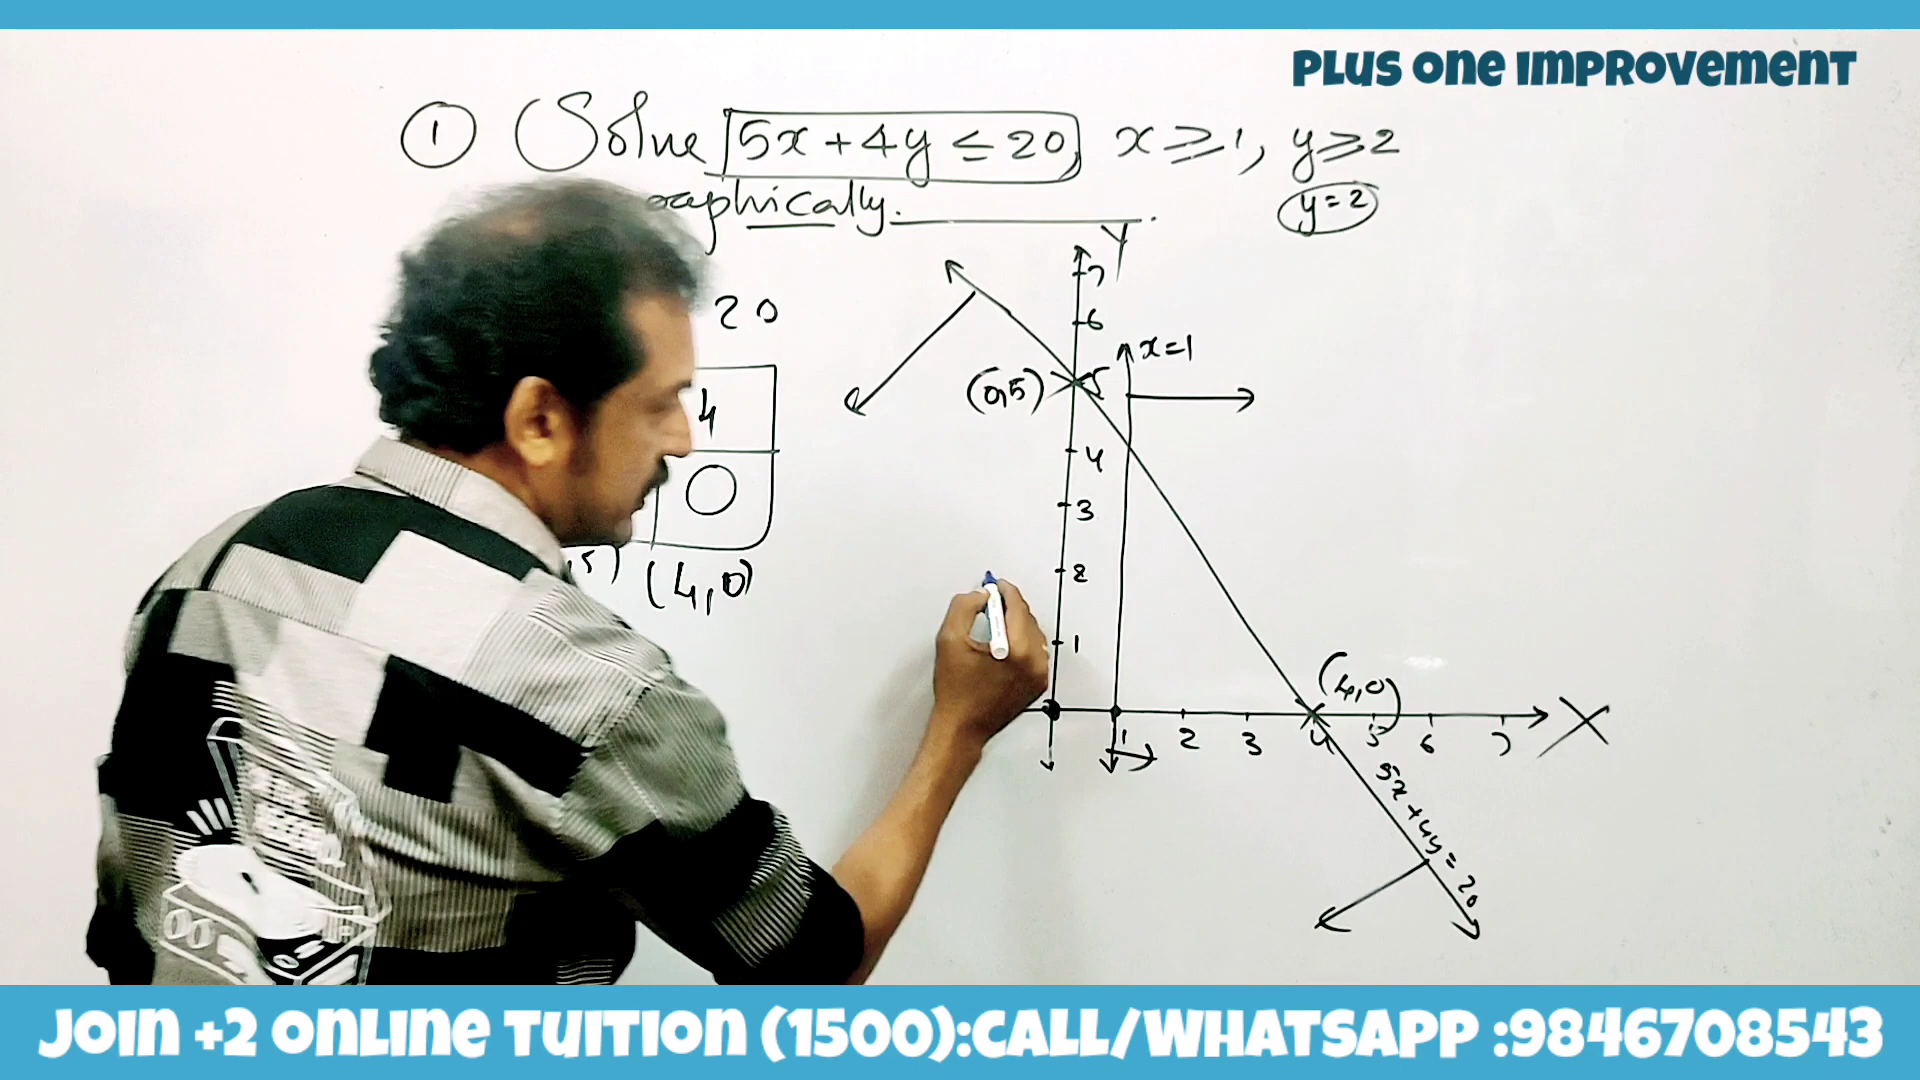 PLUS ONE IMPROVEMENT
① Solve 5x + 4y ≤ 20, x ≥ 1, y ≥ 2
raphically.
y = 2
Y
7
6
x = 1
(0,5) 5
4
3
2
1
20
4
0
,5) (4,0)
(4,0)
X
1 2 3 4 5 6 7
5x + 4y = 20
JOIN +2 ONLINE TUITION (1500):CALL/WHATSAPP :9846708543